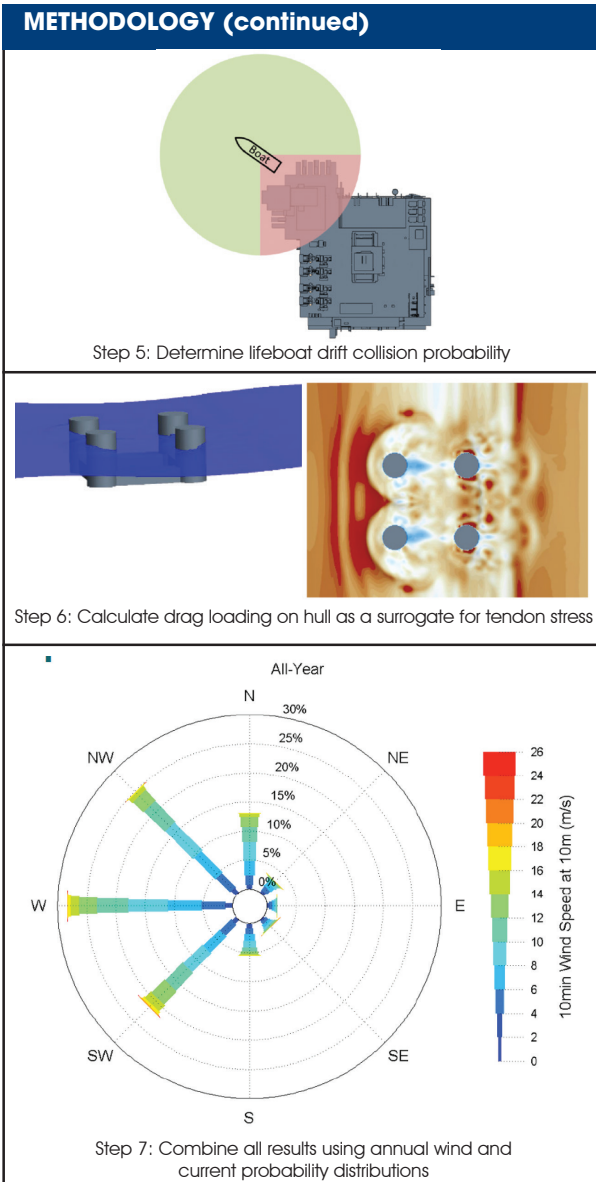 METHODOLOGY (continued)
Boat
Step 5: Determine lifeboat drift collision probability
Step 6: Calculate drag loading on hull as a surrogate for tendon stress
All-Year
N
30%
25%
20%
15%
10%
5%
0%
NW
NE
W
E
SW
SE
S
26
24
22
20
18
16
14
12
10
8
6
4
2
0
10min Wind Speed at 10m (m/s)
Step 7: Combine all results using annual wind and
current probability distributions